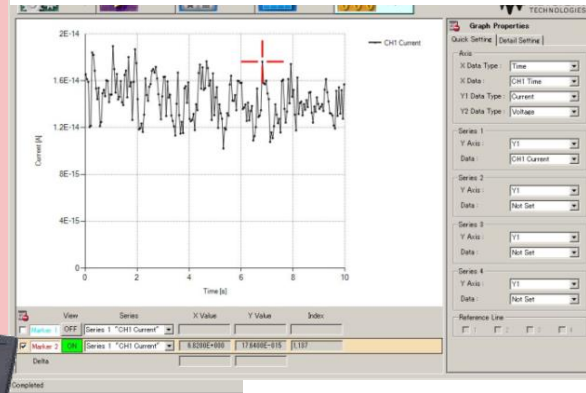 TECHNOLOGIES
Graph Properties
Quick Setting Detail Setting
Axis
X Data Type : Time
X Data : CH1 Time
Y1 Data Type : Current
Y2 Data Type : Voltage
Series 1
Y Axis : Y1
Data : CH1 Current
Series 2
Y Axis : Y1
Data : Not Set
Series 3
Y Axis : Y1
Data : Not Set
Series 4
Y Axis : Y1
Data : Not Set
Reference Line
1 2 3 4
CH1 Current
2E-14
1.6E-14
1.2E-14
8E-15
4E-15
0
Current [A]
0 2 4 6 8 10
Time [s]
View Series X Value Y Value Index
Marker 1 OFF Series 1 "CH1 Current"
Marker 2 ON Series 1 "CH1 Current" 6.8200E+000 17.6400E-015 1,137
Delta
Completed